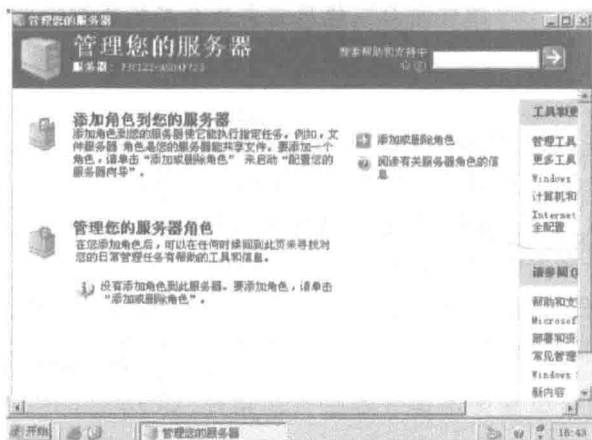 管理您的服务器
管理您的服务器
服务器:
搜索帮助和支持中
心(Z)
添加角色到您的服务器
添加角色到您的服务器使它能执行指定任务。例如，文
件服务器 角色是您的服务器能共享文件。要添加一个
角色，请单击“添加或删除角色” 来启动“配置您的
服务器向导”。
添加或删除角色
阅读有关服务器角色的信
息
管理您的服务器角色
在您添加角色后，可以在任何时候回到此页来寻找对
您的日常管理任务有帮助的工具和信息。
没有添加角色到此服务器。要添加角色，请单击
“添加或删除角色”。
工具和更
管理工具
更多工具
Windows
计算机和
Internet
全配置
请参阅
帮助和支
Microsof
部署和资
常见管理
Windows
新内容
开始
管理您的服务器
18:43